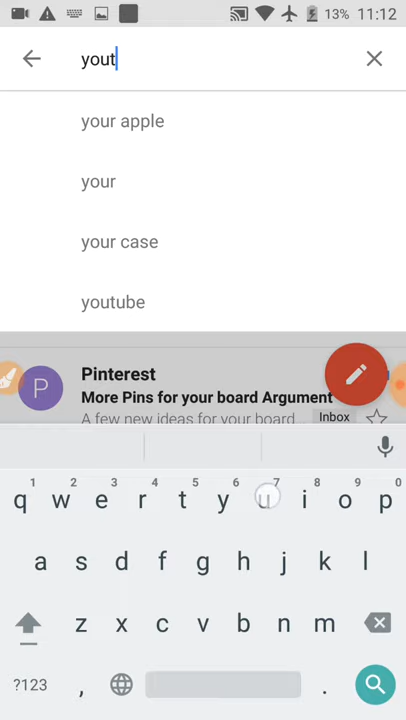 13% 11:12
yout
your apple
your
your case
youtube
P
Pinterest
More Pins for your board Argument
A few new ideas for your board...
Inbox
1 2 3 4 5 6 7 8 9 0
q w e r t y u i o p
a s d f g h j k l
z x c v b n m
?123 , .